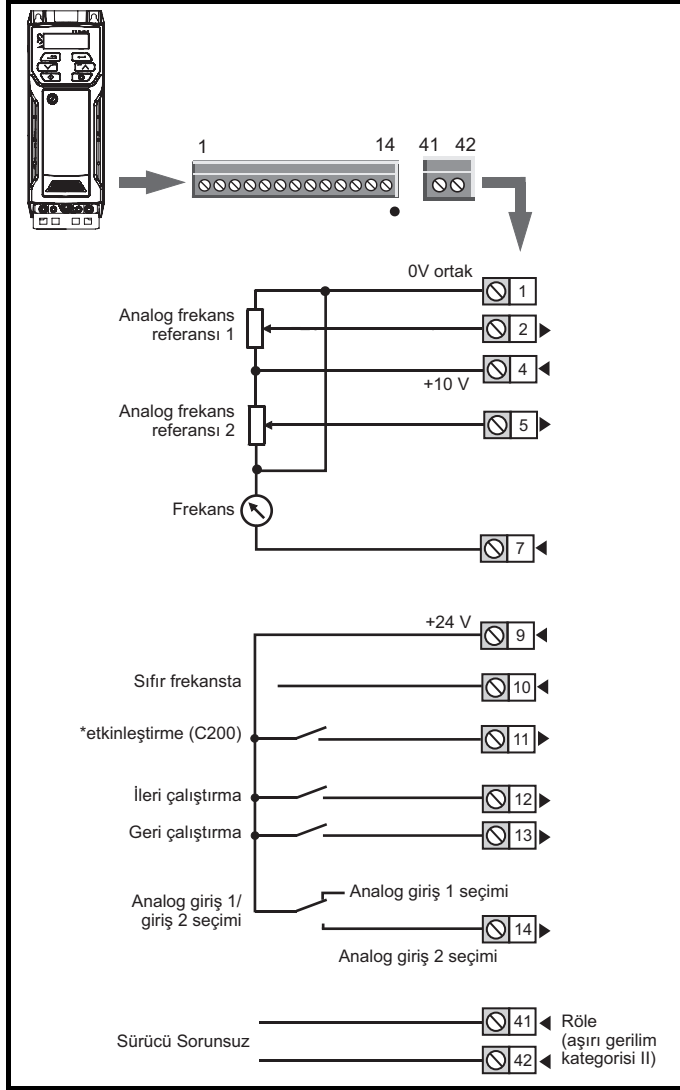 1 14 41 42
0V ortak
1
Analog frekans
referansı 1
2
4
+10 V
Analog frekans
referansı 2
5
Frekans
7
+24 V
9
Sıfır frekansta
10
*etkinleştirme (C200)
11
İleri çalıştırma
12
Geri çalıştırma
13
Analog giriş 1/
giriş 2 seçimi
Analog giriş 1 seçimi
14
Analog giriş 2 seçimi
Sürücü Sorunsuz
41
42
Röle
(aşırı gerilim
kategorisi II)